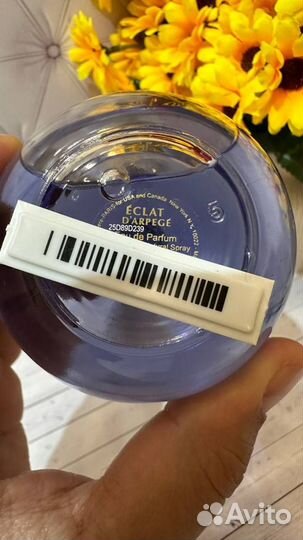 PARIS for USA and Canada New York N.Y. 10022
ÉCLAT
D'ARPÈGE
25D89D239
de Parfum
Spray
Avito